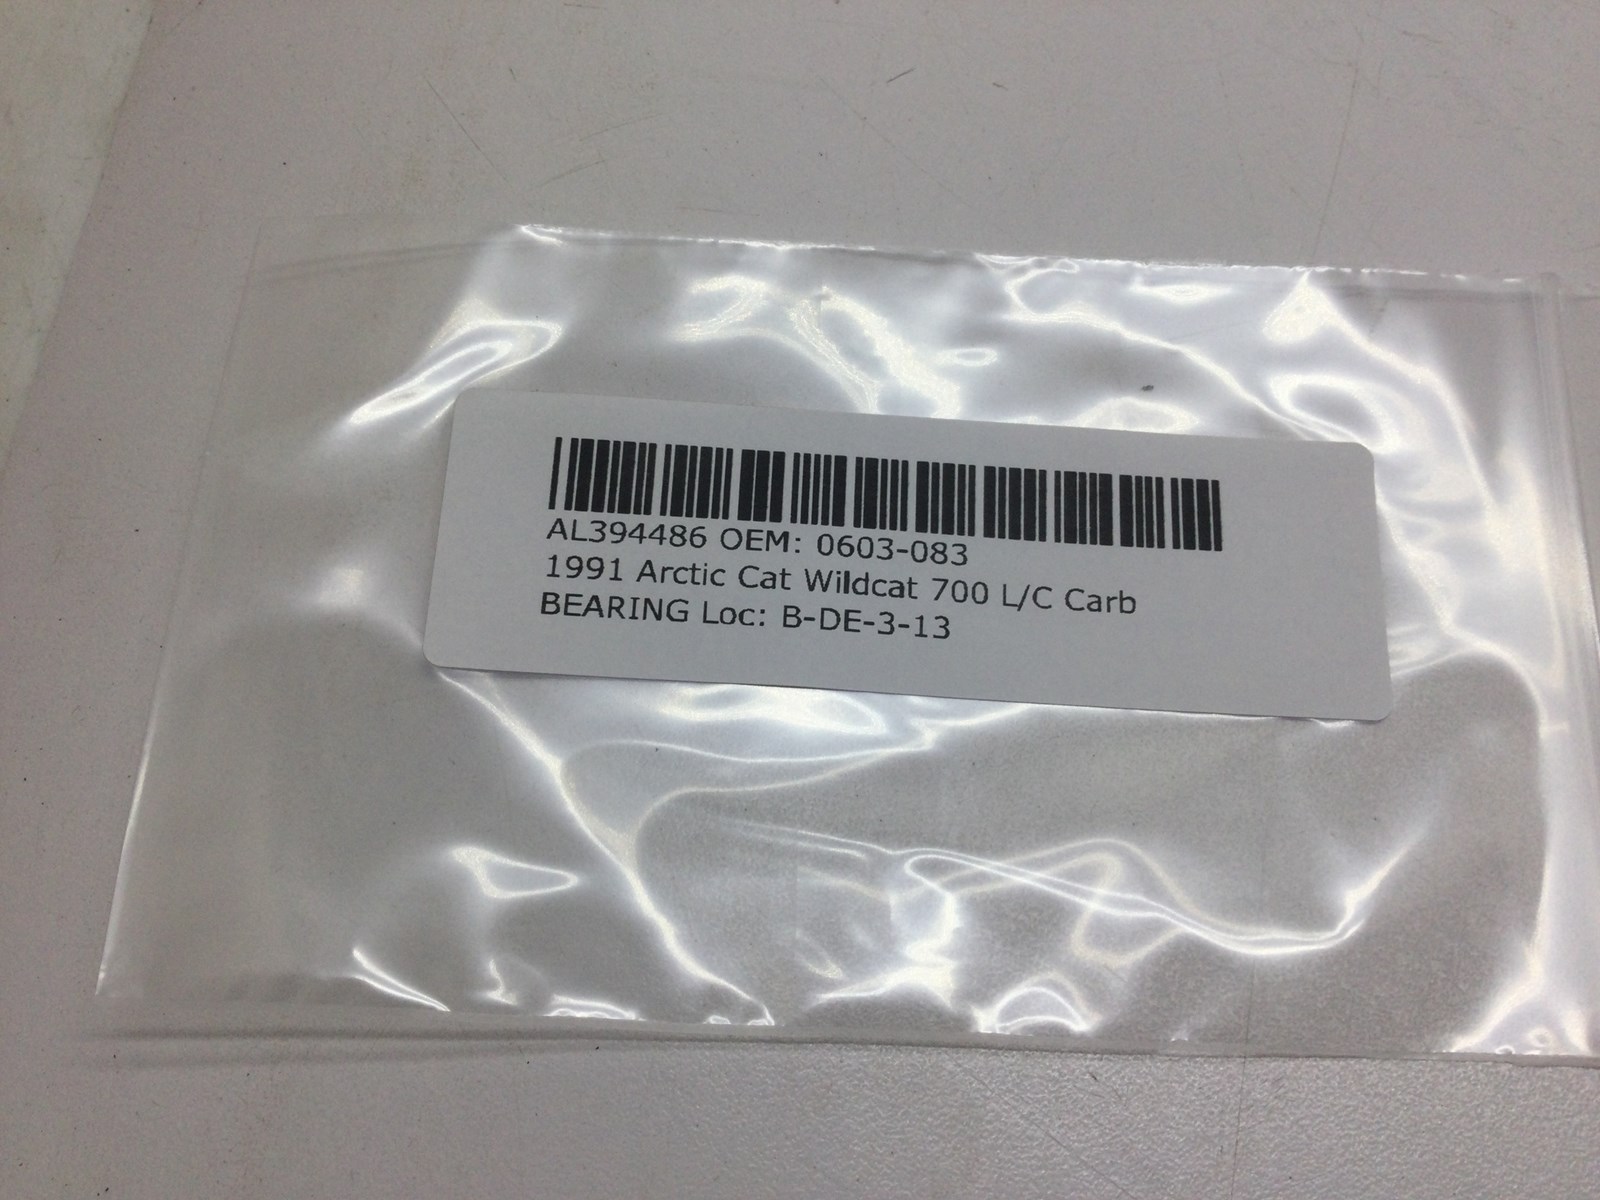 AL394486 OEM: 0603-083
1991 Arctic Cat Wildcat 700 L/C Carb
BEARING Loc: B-DE-3-13